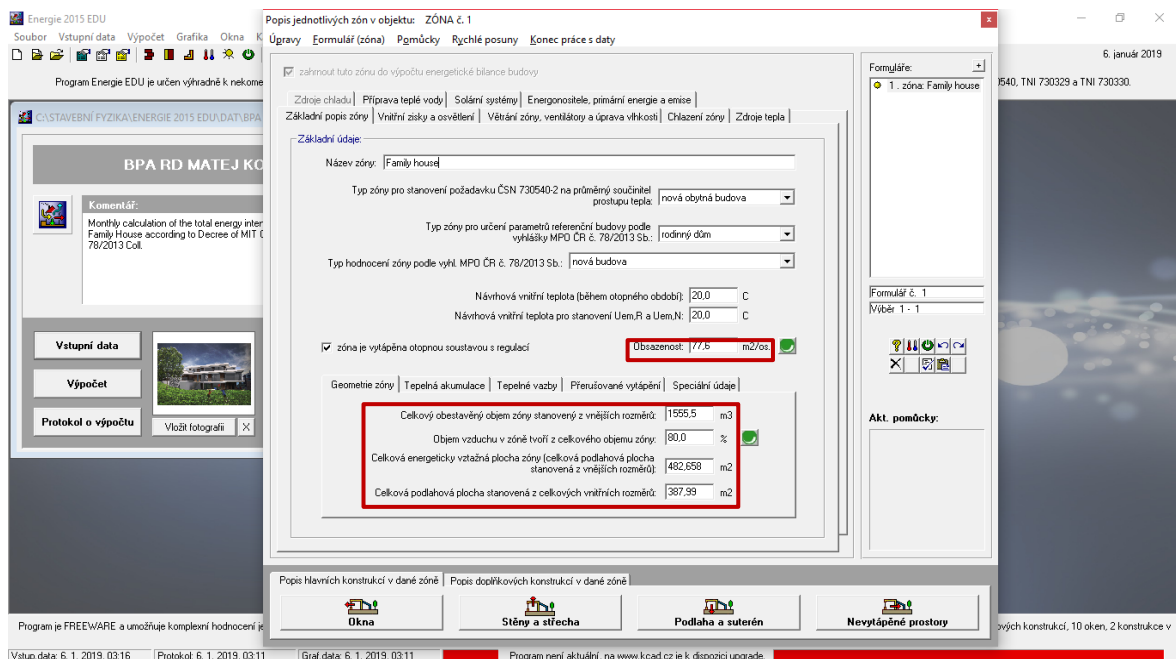 Energie 2015 EDU
Soubor Vstupní data Výpočet Grafika Okna
6. január 2019
Program Energie EDU je určen výhradně k nekome
540, TNI 730329 a TNI 730330.
C:\STAVEBNÍ FYZIKA\ENERGIE 2015 EDU\DAT\BPA
BPA RD MATEJ KO
Komentář:
Monthly calculation of the total energy inter
Family House according to Decree of MIT
78/2013 Coll.
Vstupní data
Výpočet
Protokol o výpočtu
Vložit fotografii X
Popis jednotlivých zón v objektu: ZÓNA č. 1
x
Úpravy Formulář (zóna) Pomůcky Rychlé posuny Konec práce s daty
zahrnout tuto zónu do výpočtu energetické bilance budovy
Zdroje chladu Příprava teplé vody Solární systémy Energonositele, primární energie a emise
Základní popis zóny Vnitřní zisky a osvětlení Větrání zóny, ventilátory a úprava vlhkosti Chlazení zóny Zdroje tepla
Základní údaje:
Název zóny: Family house
Typ zóny pro stanovení požadavku ČSN 730540-2 na průměrný součinitel
prostupu tepla: nová obytná budova
Typ zóny pro určení parametrů referenční budovy podle
vyhlášky MPO ČR č. 78/2013 Sb.: rodinný dům
Typ hodnocení zóny podle vyhl. MPO ČR č. 78/2013 Sb.: nová budova
Návrhová vnitřní teplota (během otopného období): 20,0 C
Návrhová vnitřní teplota pro stanovení Uem,R a Uem,N: 20,0 C
zóna je vytápěna otopnou soustavou s regulací
Obsazenost: 77,6 m2/os.
Geometrie zóny Tepelná akumulace Tepelné vazby Přerušované vytápění Speciální údaje
Celkový obestavěný objem zóny stanovený z vnějších rozměrů: 1555,5 m3
Objem vzduchu v zóně tvoří z celkového objemu zóny: 80,0 %
Celková energeticky vztažná plocha zóny (celková podlahová plocha
stanovená z vnějších rozměrů): 482,658 m2
Celková podlahová plocha stanovená z celkových vnitřních rozměrů: 387,99 m2
Formuláře: +
1 . zóna: Family house
Formulář č. 1
Výběr 1 - 1
Akt. pomůcky:
Popis hlavních konstrukcí v dané zóně Popis doplňkových konstrukcí v dané zóně
Okna
Stěny a střecha
Podlaha a suterén
Nevytápěné prostory
Program je FREEWARE a umožňuje komplexní hodnocení je
ových konstrukcí, 10 oken, 2 konstrukce v
Vstup.data: 6. 1. 2019, 03:16 Protokol: 6. 1. 2019, 03:11 Graf.data: 6. 1. 2019, 03:11 Program není aktuální, na www.kcad.cz je k dispozici upgrade.